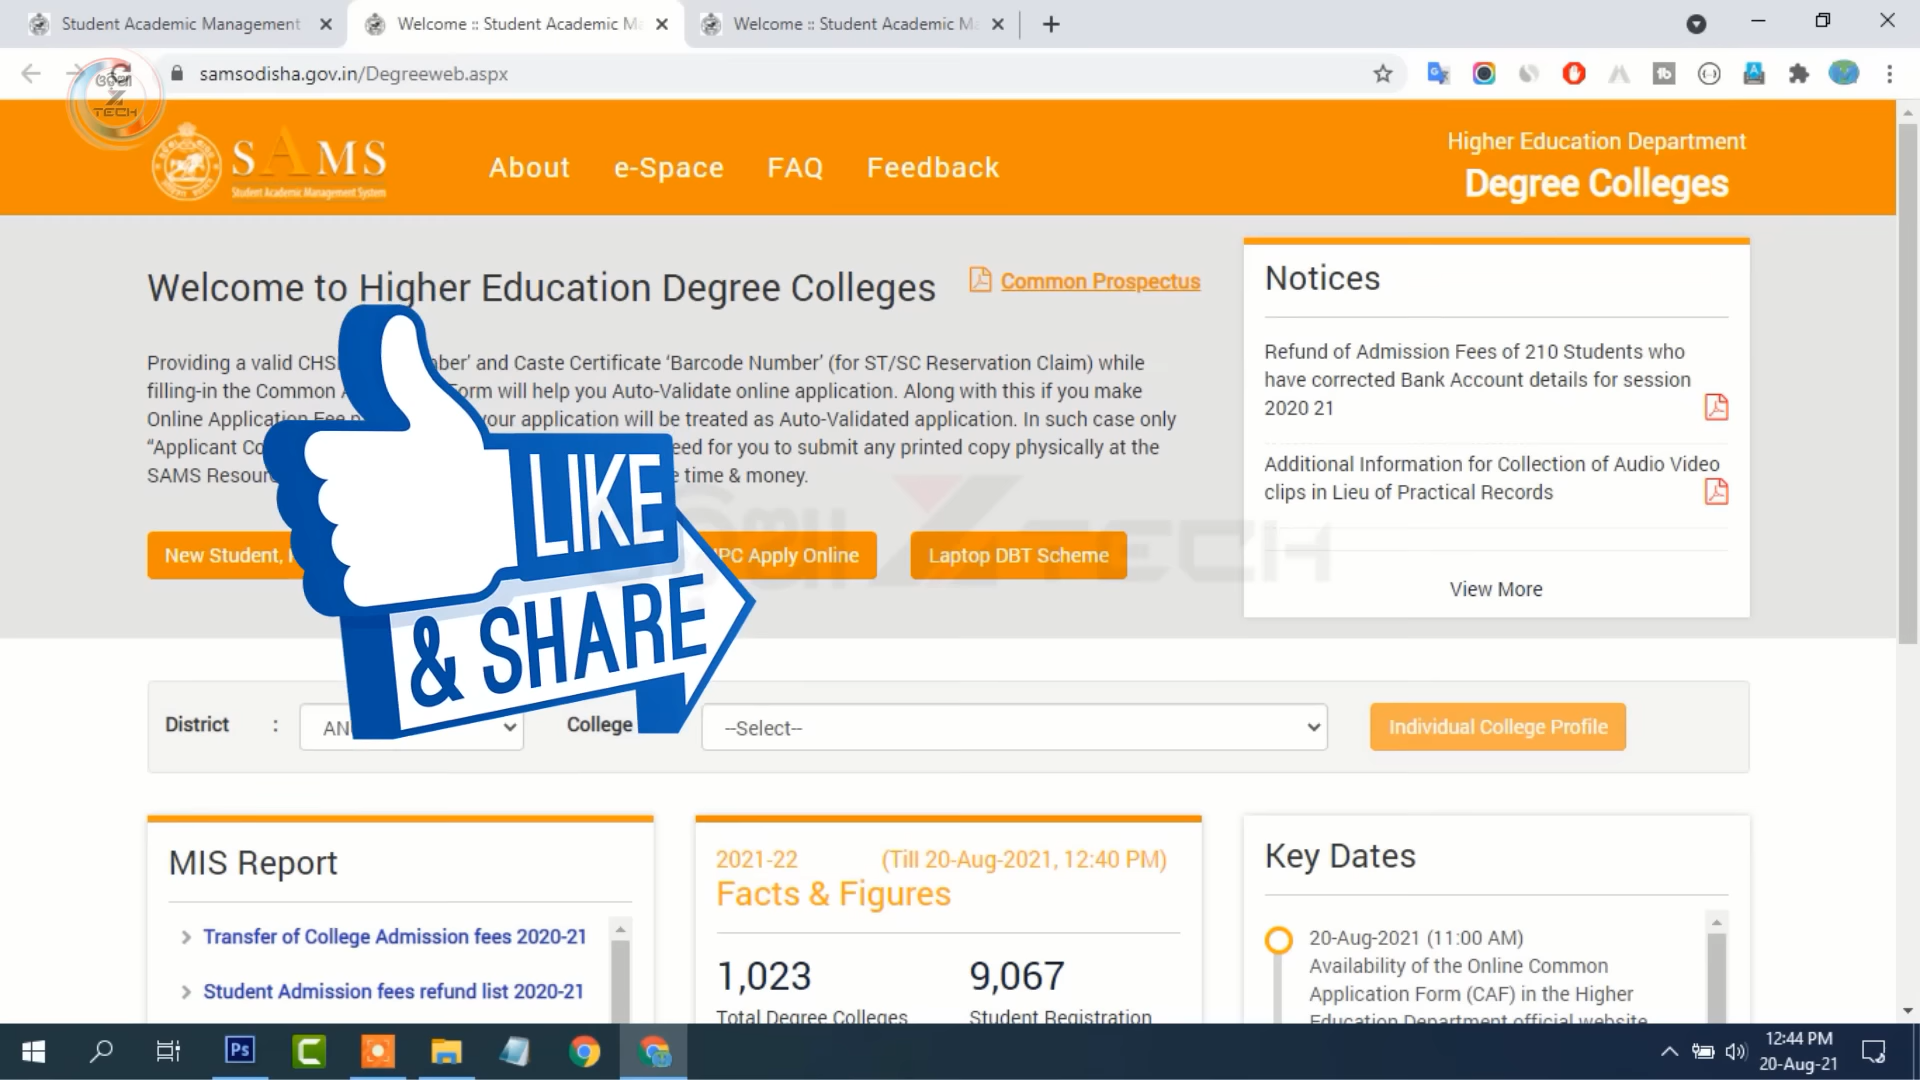 Student Academic Management
Welcome :: Student Academic Ma
Welcome :: Student Academic Ma
samsodisha.gov.in/Degreeweb.aspx
ଓଡ଼ିଆ
Z
TECH
SAMS
Student Academic Management System
About
e-Space
FAQ
Feedback
Higher Education Department
Degree Colleges
Welcome to Higher Education Degree Colleges
Common Prospectus
Providing a valid CHS ber’ and Caste Certificate ‘Barcode Number’ (for ST/SC Reservation Claim) while
filling-in the Common A orm will help you Auto-Validate online application. Along with this if you make
Online Application Fee your application will be treated as Auto-Validated application. In such case only
“Applicant Co eed for you to submit any printed copy physically at the
SAMS Resour time & money.
New Student,
PC Apply Online
Laptop DBT Scheme
LIKE
& SHARE
ଓଡ଼ିଆ Z TECH
Notices
Refund of Admission Fees of 210 Students who
have corrected Bank Account details for session
2020 21
Additional Information for Collection of Audio Video
clips in Lieu of Practical Records
View More
District :
AN
College
--Select--
Individual College Profile
MIS Report
Transfer of College Admission fees 2020-21
Student Admission fees refund list 2020-21
2021-22 (Till 20-Aug-2021, 12:40 PM)
Facts & Figures
1,023
Total Degree Colleges
9,067
Student Registration
Key Dates
20-Aug-2021 (11:00 AM)
Availability of the Online Common
Application Form (CAF) in the Higher
Education Department official website
Ps
12:44 PM
20-Aug-21